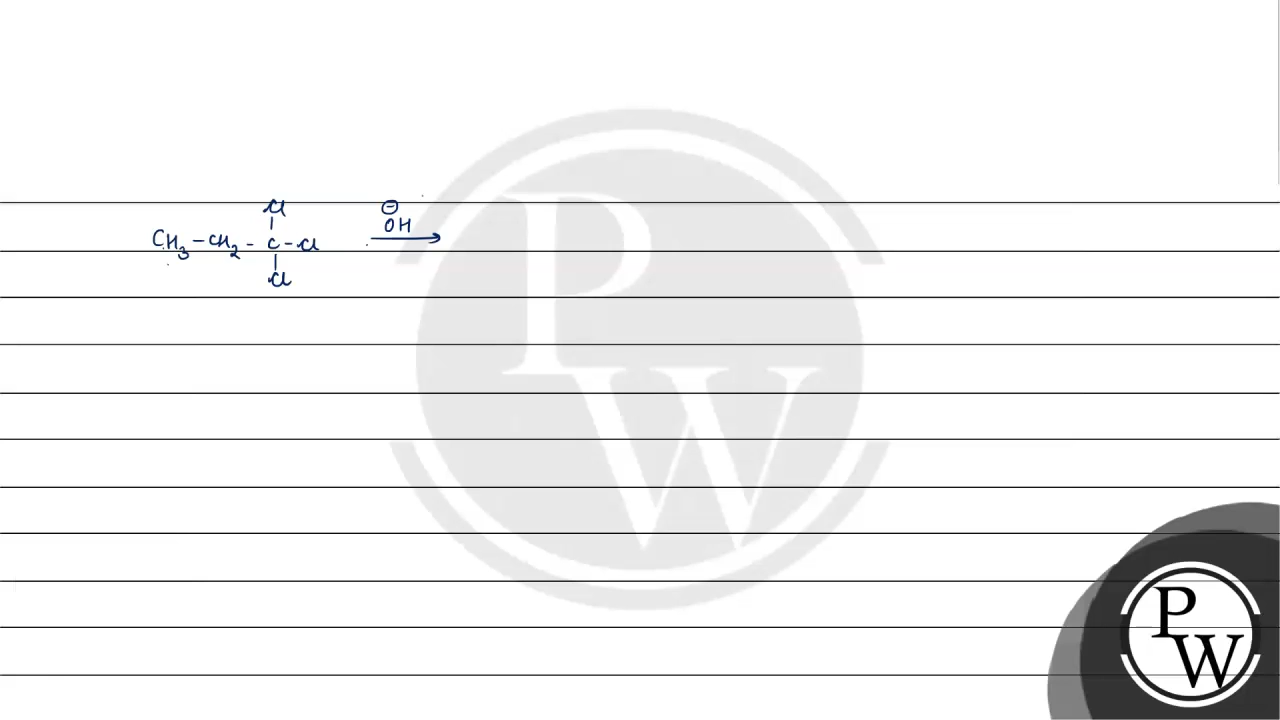 Cl
⊖
OH
CH3 – CH2 – C – Cl →
Cl
P
W
P
W